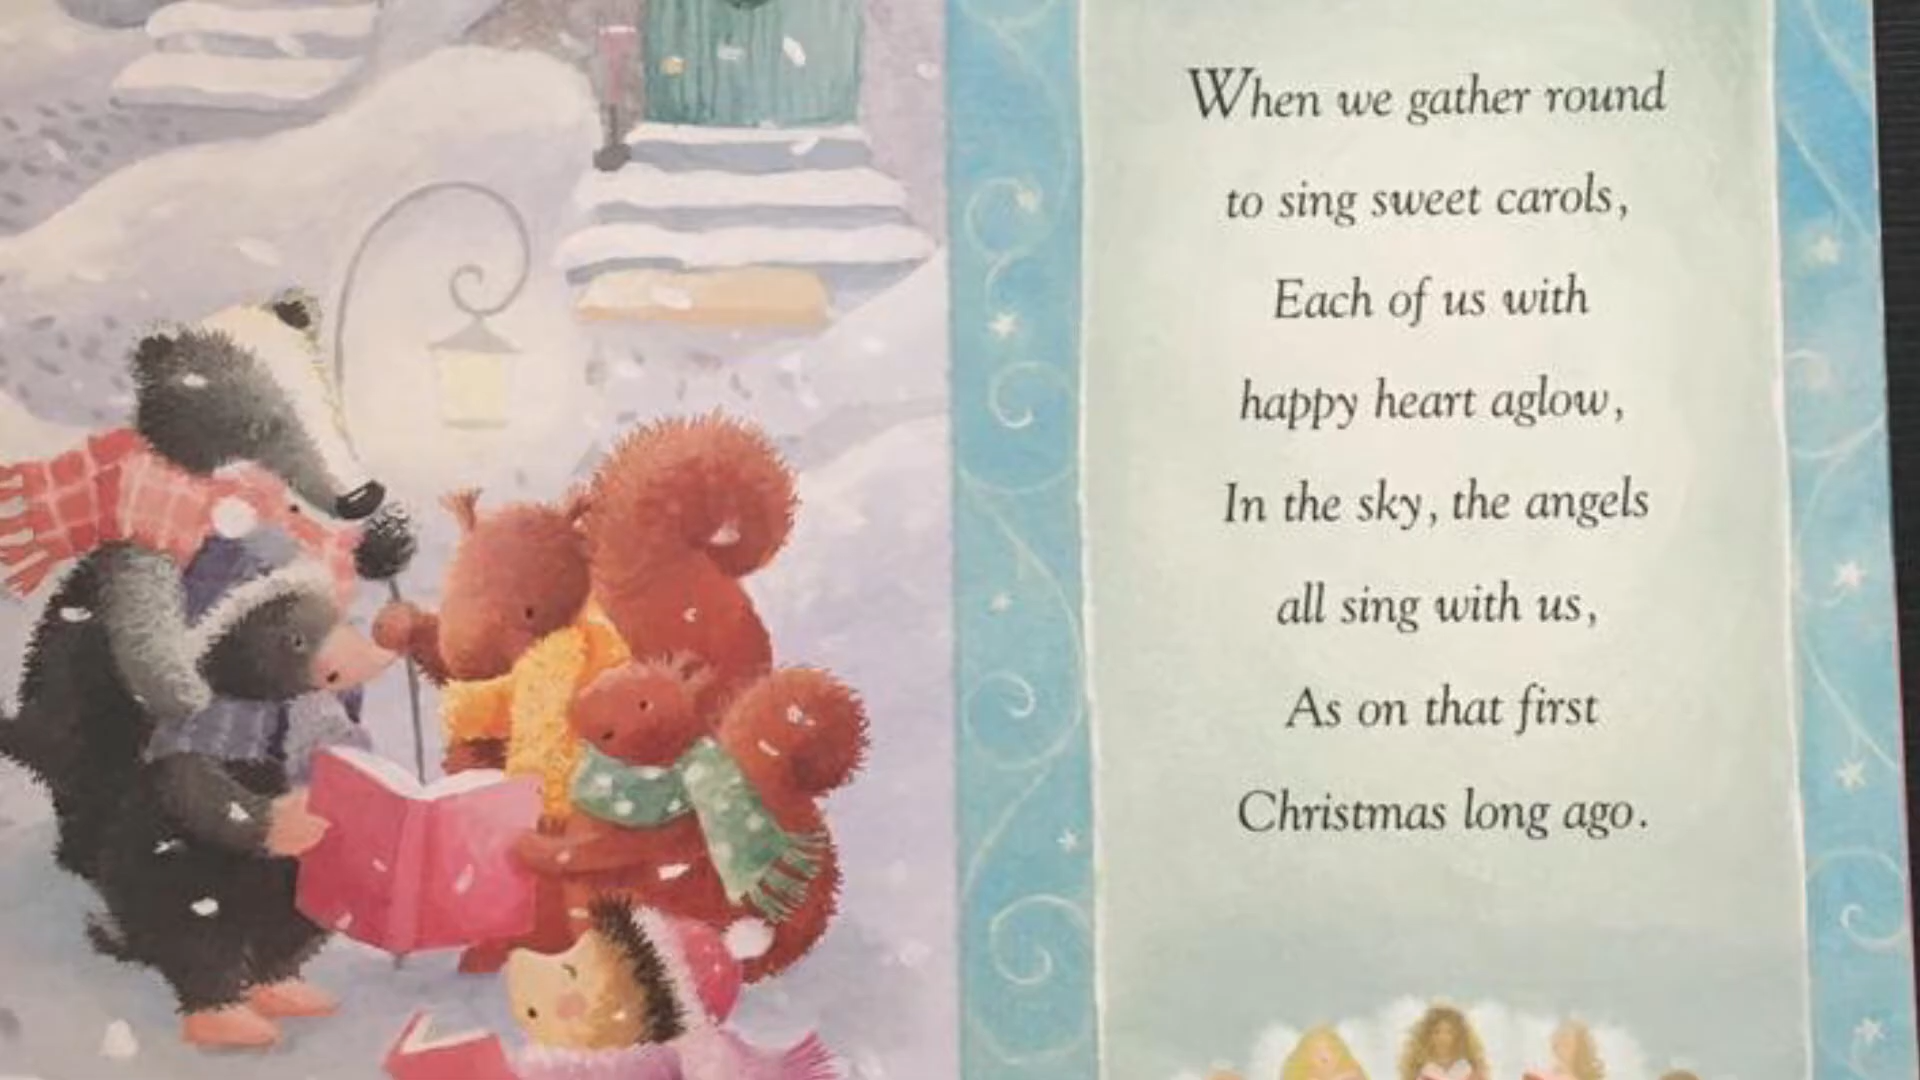 When we gather round
to sing sweet carols,
Each of us with
happy heart aglow,
In the sky, the angels
all sing with us,
As on that first
Christmas long ago.